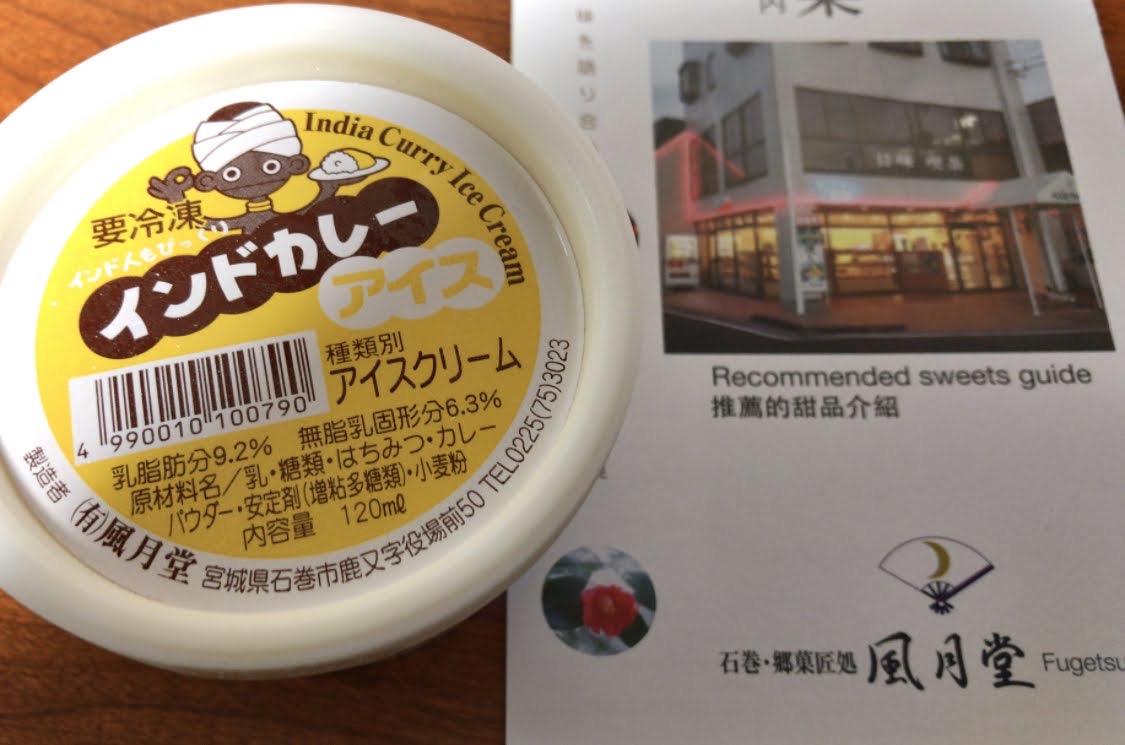 India Curry Ice Cream
要冷凍
インド人もびっくり
インドカレー
アイス
種類別
アイスクリーム
4 990010 100790
乳脂肪分9.2% 無脂乳固形分6.3%
原材料名/乳・糖類・はちみつ・カレー
パウダー・安定剤(増粘多糖類)・小麦粉
内容量 120mℓ
製造者 (有)風月堂 宮城県石巻市鹿又字役場前50 TEL0225(75)3023
菓
Recommended sweets guide
推薦的甜品介紹
石巻・郷菓匠処 風月堂 Fugetsu